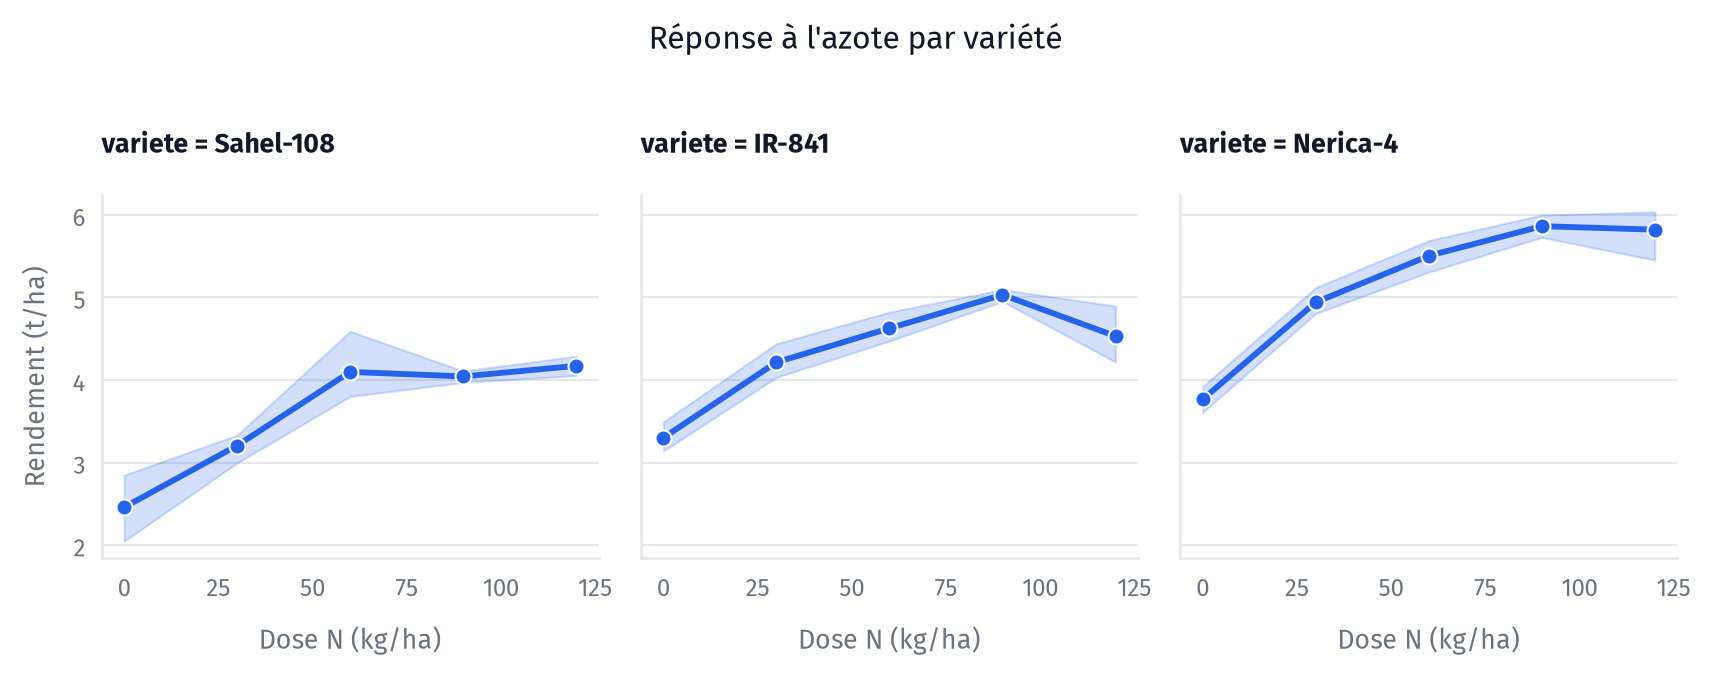 Réponse à l'azote par variété
variete = Sahel-108
variete = IR-841
variete = Nerica-4
Rendement (t/ha)
6
5
4
3
2
0 25 50 75 100 125
0 25 50 75 100 125
0 25 50 75 100 125
Dose N (kg/ha)
Dose N (kg/ha)
Dose N (kg/ha)